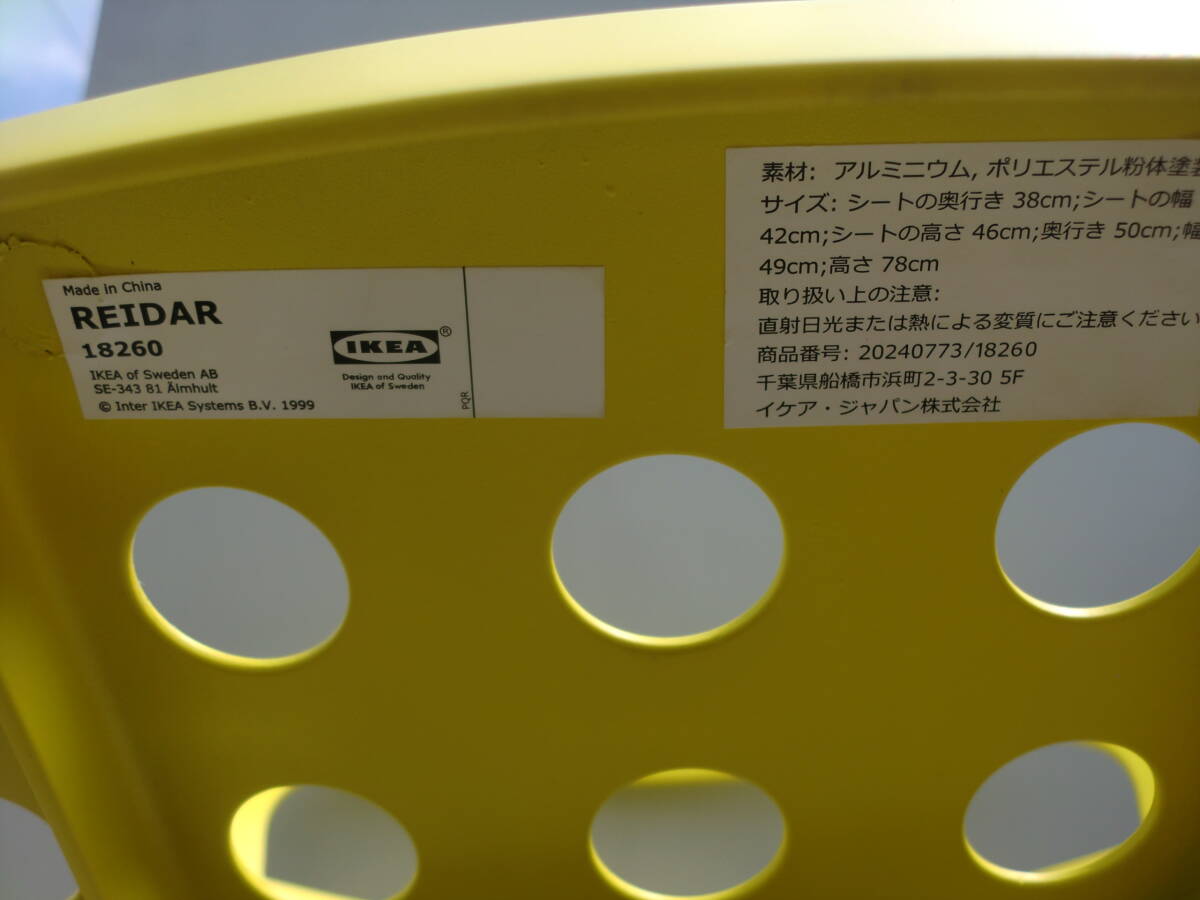 Made in China
REIDAR
18260
IKEA of Sweden AB
SE-343 81 Älmhult
© Inter IKEA Systems B.V. 1999
IKEA®
Design and Quality
IKEA of Sweden
PQR
素材: アルミニウム, ポリエステル粉体塗装
サイズ: シートの奥行き 38cm;シートの幅
42cm;シートの高さ 46cm;奥行き 50cm;幅
49cm;高さ 78cm
取り扱い上の注意:
直射日光または熱による変質にご注意ください
商品番号: 20240773/18260
千葉県船橋市浜町2-3-30 5F
イケア・ジャパン株式会社